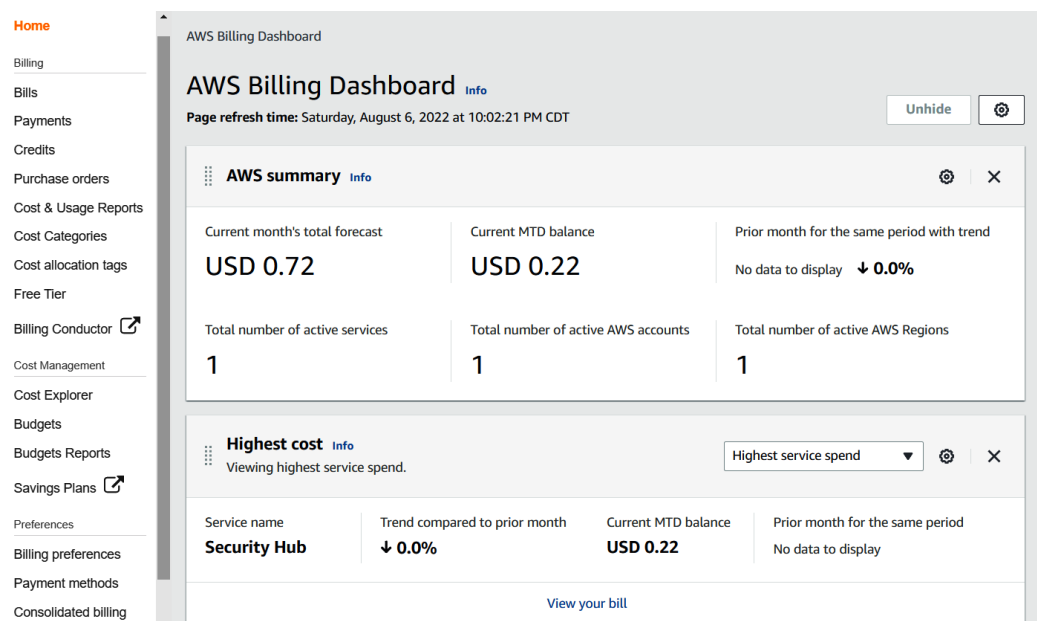 Home
Billing
Bills
Payments
Credits
Purchase orders
Cost & Usage Reports
Cost Categories
Cost allocation tags
Free Tier
Billing Conductor
Cost Management
Cost Explorer
Budgets
Budgets Reports
Savings Plans
Preferences
Billing preferences
Payment methods
Consolidated billing
AWS Billing Dashboard
AWS Billing Dashboard Info
Page refresh time: Saturday, August 6, 2022 at 10:02:21 PM CDT
Unhide
AWS summary Info
Current month's total forecast
USD 0.72
Current MTD balance
USD 0.22
Prior month for the same period with trend
No data to display ↓ 0.0%
Total number of active services
1
Total number of active AWS accounts
1
Total number of active AWS Regions
1
Highest cost Info
Viewing highest service spend.
Highest service spend
Service name
Security Hub
Trend compared to prior month
↓ 0.0%
Current MTD balance
USD 0.22
Prior month for the same period
No data to display
View your bill